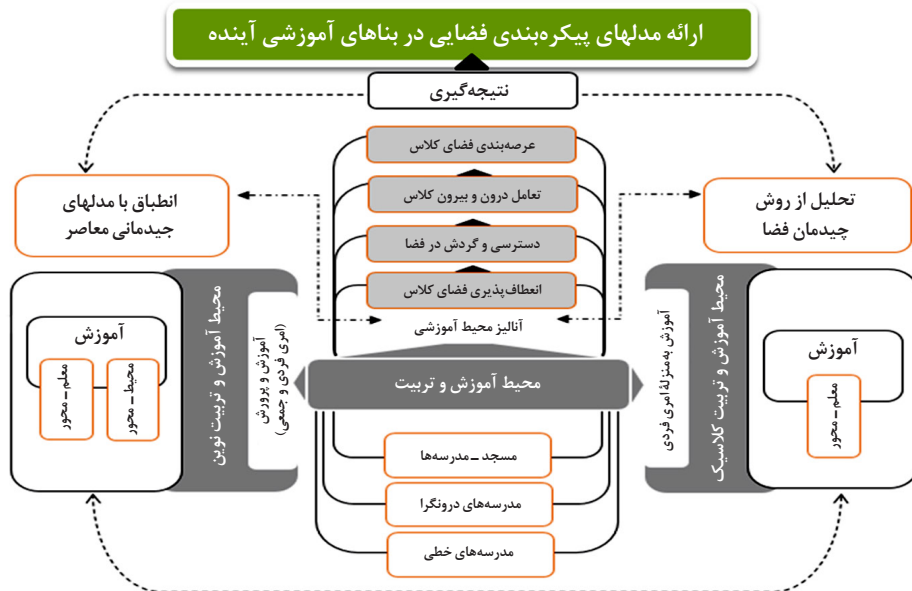 ارائه مدلهای پیکره‌بندی فضایی در بناهای آموزشی آینده
نتیجه‌گیری
عرصه‌بندی فضای کلاس
تعامل درون و بیرون کلاس
دسترسی و گردش در فضا
انعطاف‌پذیری فضای کلاس
آنالیز محیط آموزشی
تحلیل از روش
چیدمان فضا
انطباق با مدلهای
جیدمانی معاصر
محیط آموزش و تربیت
آموزش
معلم ـ محور
محیط آموزش و تربیت کلاسیک
آموزش به‌منزلهٔ امری فردی
آموزش و پرورش
(امری فردی و جمعی)
محیط آموزش و تربیت نوین
آموزش
محیط ـ محور
معلم ـ محور
مسجد ـ مدرسه‌ها
مدرسه‌های درونگرا
مدرسه‌های خطی